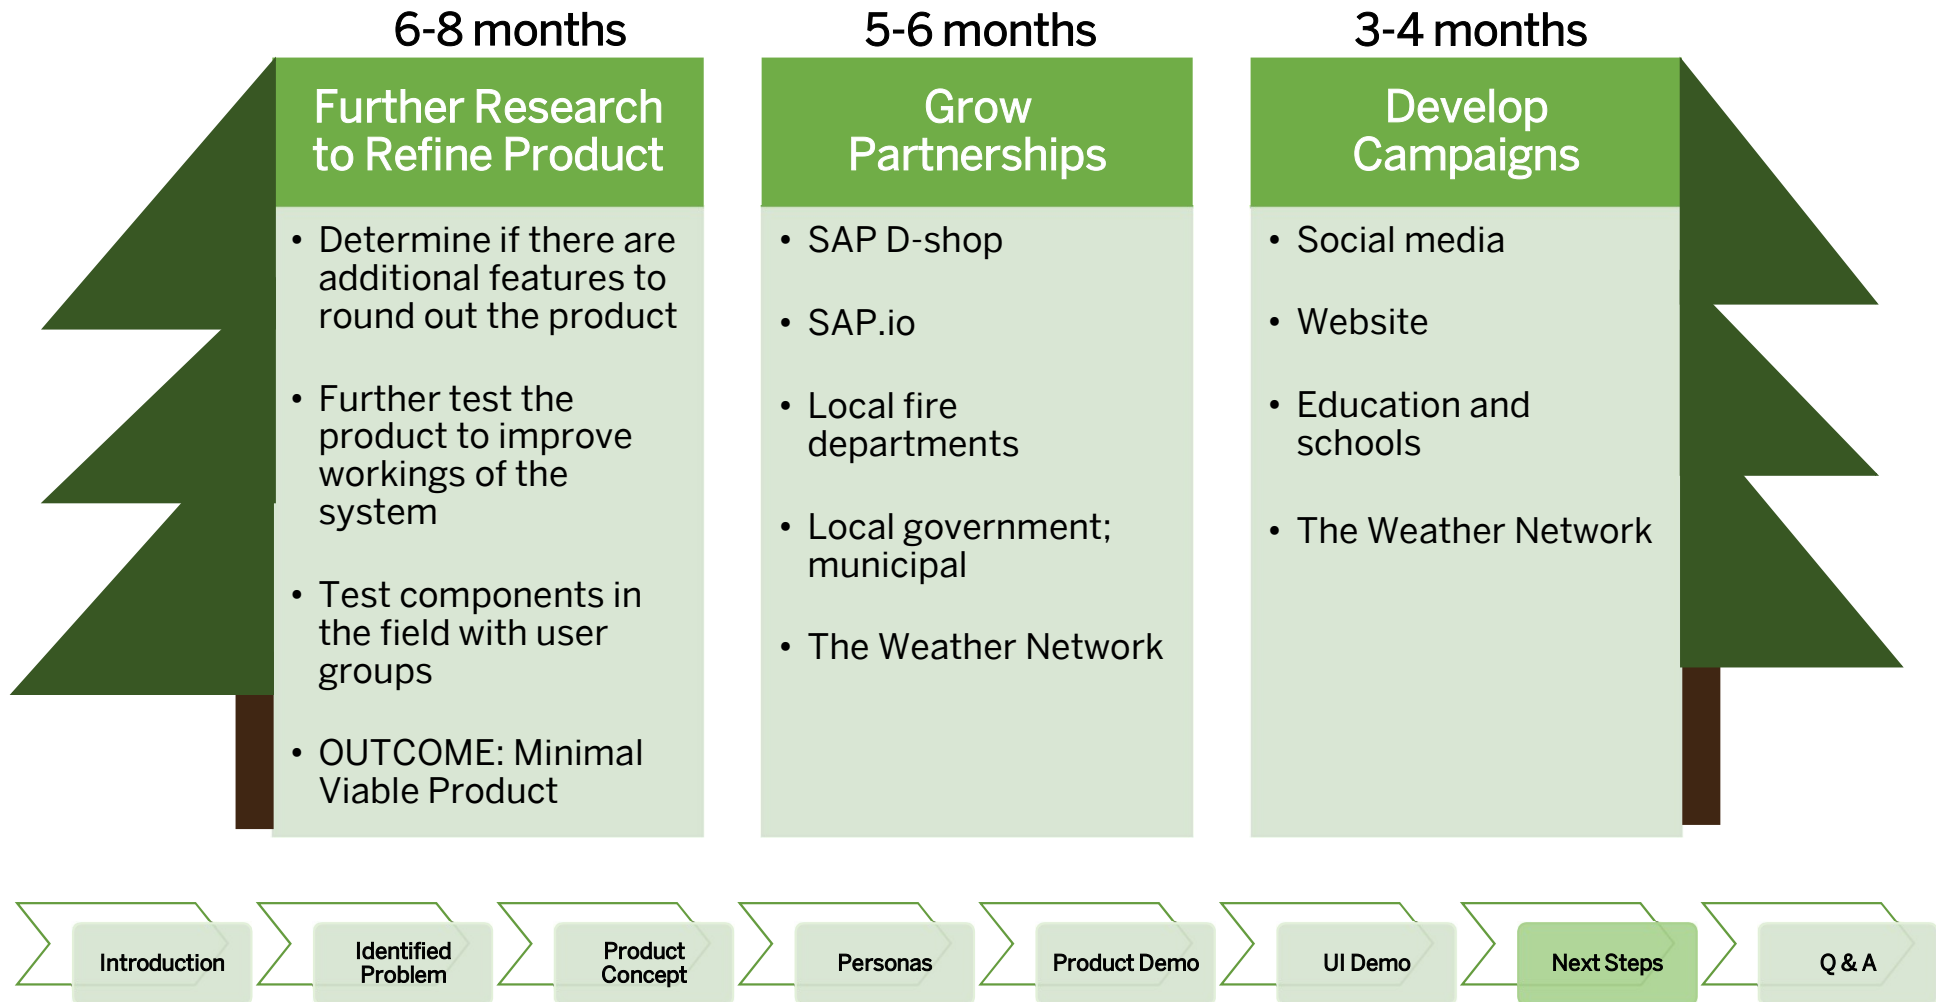 6-8 months
Further Research
to Refine Product
• Determine if there are
additional features to
round out the product
• Further test the
product to improve
workings of the
system
• Test components in
the field with user
groups
• OUTCOME: Minimal
Viable Product
5-6 months
Grow
Partnerships
• SAP D-shop
• SAP.io
• Local fire
departments
• Local government;
municipal
• The Weather Network
3-4 months
Develop
Campaigns
• Social media
• Website
• Education and
schools
• The Weather Network
Introduction
Identified
Problem
Product
Concept
Personas
Product Demo
UI Demo
Next Steps
Q & A